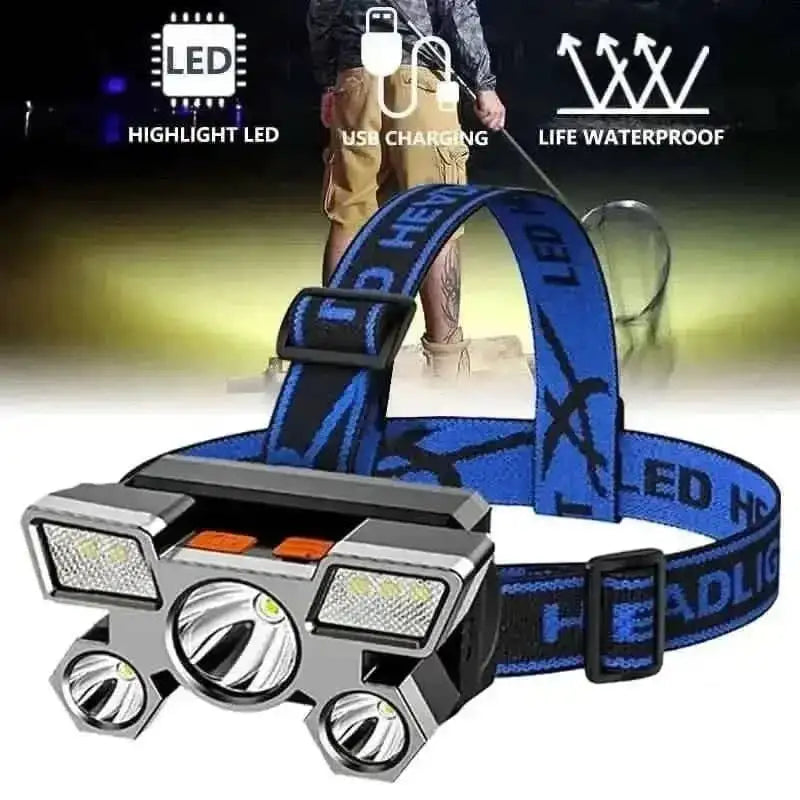 LED
HIGHLIGHT LED
USB CHARGING
LIFE WATERPROOF
LED HEA
LED H
LED HE
HEADLIG